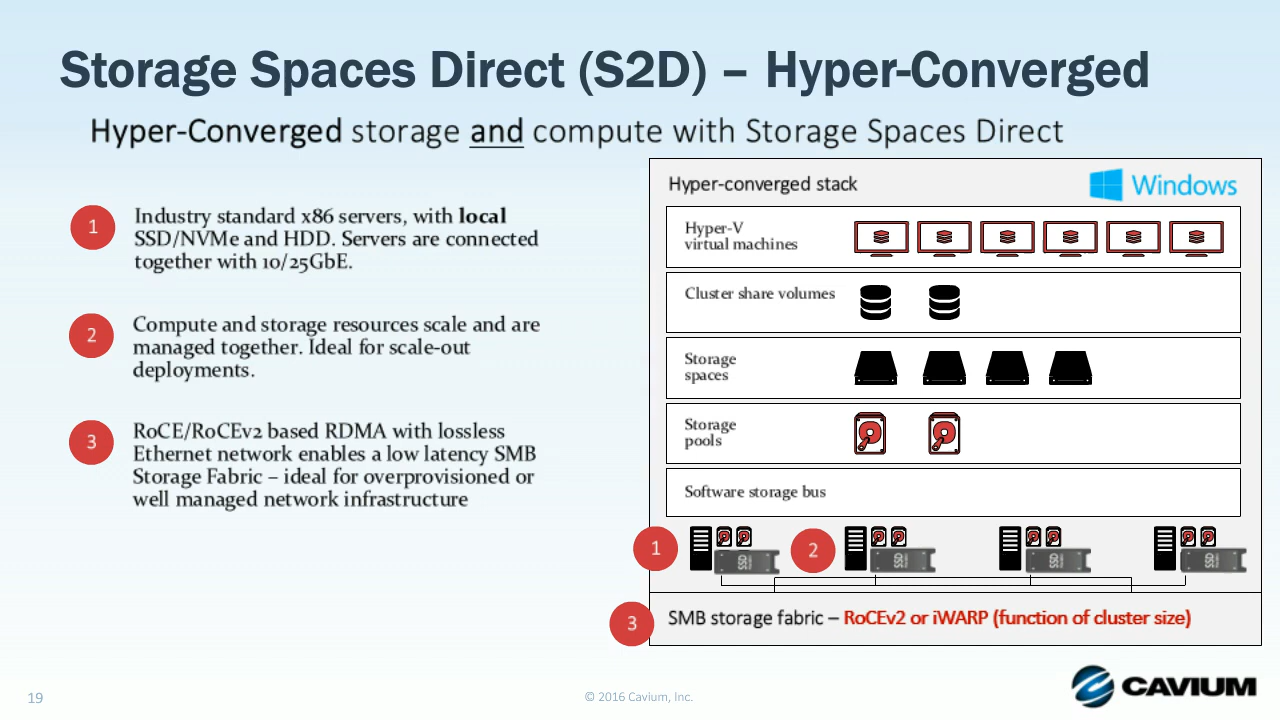 Storage Spaces Direct (S2D) – Hyper-Converged
Hyper-Converged storage and compute with Storage Spaces Direct
1
Industry standard x86 servers, with local
SSD/NVMe and HDD. Servers are connected
together with 10/25GbE.
2
Compute and storage resources scale and are
managed together. Ideal for scale-out
deployments.
3
RoCE/RoCEv2 based RDMA with lossless
Ethernet network enables a low latency SMB
Storage Fabric – ideal for overprovisioned or
well managed network infrastructure
Hyper-converged stack
Windows
Hyper-V
virtual machines
Cluster share volumes
Storage
spaces
Storage
pools
Software storage bus
1
SSD
2
SSD
SSD
SSD
3
SMB storage fabric – RoCEv2 or iWARP (function of cluster size)
19
© 2016 Cavium, Inc.
CAVIUM